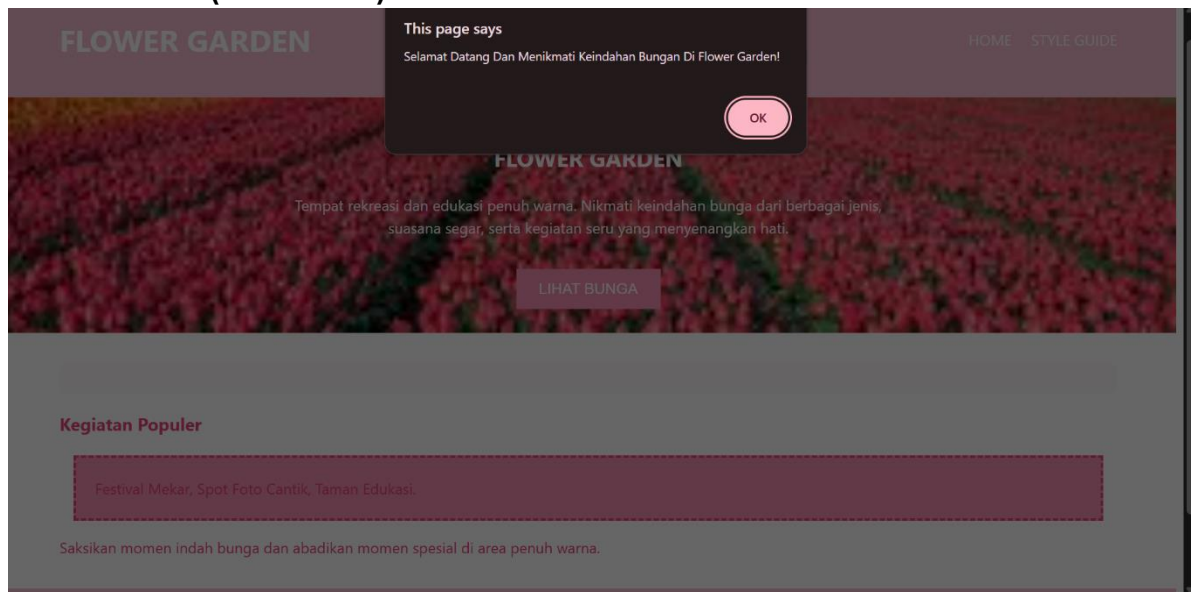 FLOWER GARDEN
HOME STYLE GUIDE
This page says
Selamat Datang Dan Menikmati Keindahan Bungan Di Flower Garden!
OK
FLOWER GARDEN
Tempat rekreasi dan edukasi penuh warna. Nikmati keindahan bunga dari berbagai jenis,
suasana segar, serta kegiatan seru yang menyenangkan hati.
LIHAT BUNGA
Kegiatan Populer
Festival Mekar, Spot Foto Cantik, Taman Edukasi.
Saksikan momen indah bunga dan abadikan momen spesial di area penuh warna.